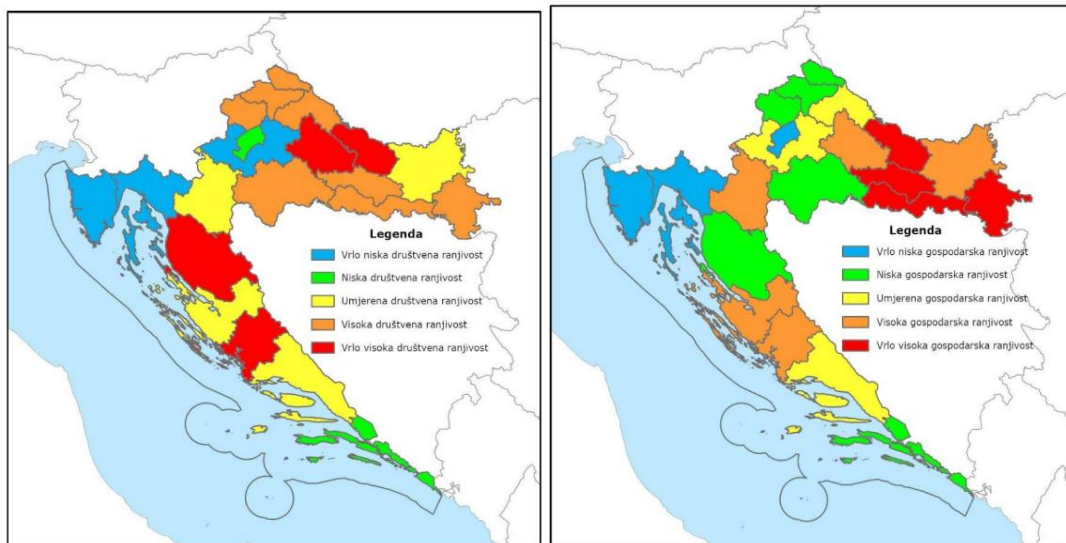 Legenda
Vrlo niska društvena ranjivost
Niska društvena ranjivost
Umjerena društvena ranjivost
Visoka društvena ranjivost
Vrlo visoka društvena ranjivost
Legenda
Vrlo niska gospodarska ranjivost
Niska gospodarska ranjivost
Umjerena gospodarska ranjivost
Visoka gospodarska ranjivost
Vrlo visoka gospodarska ranjivost